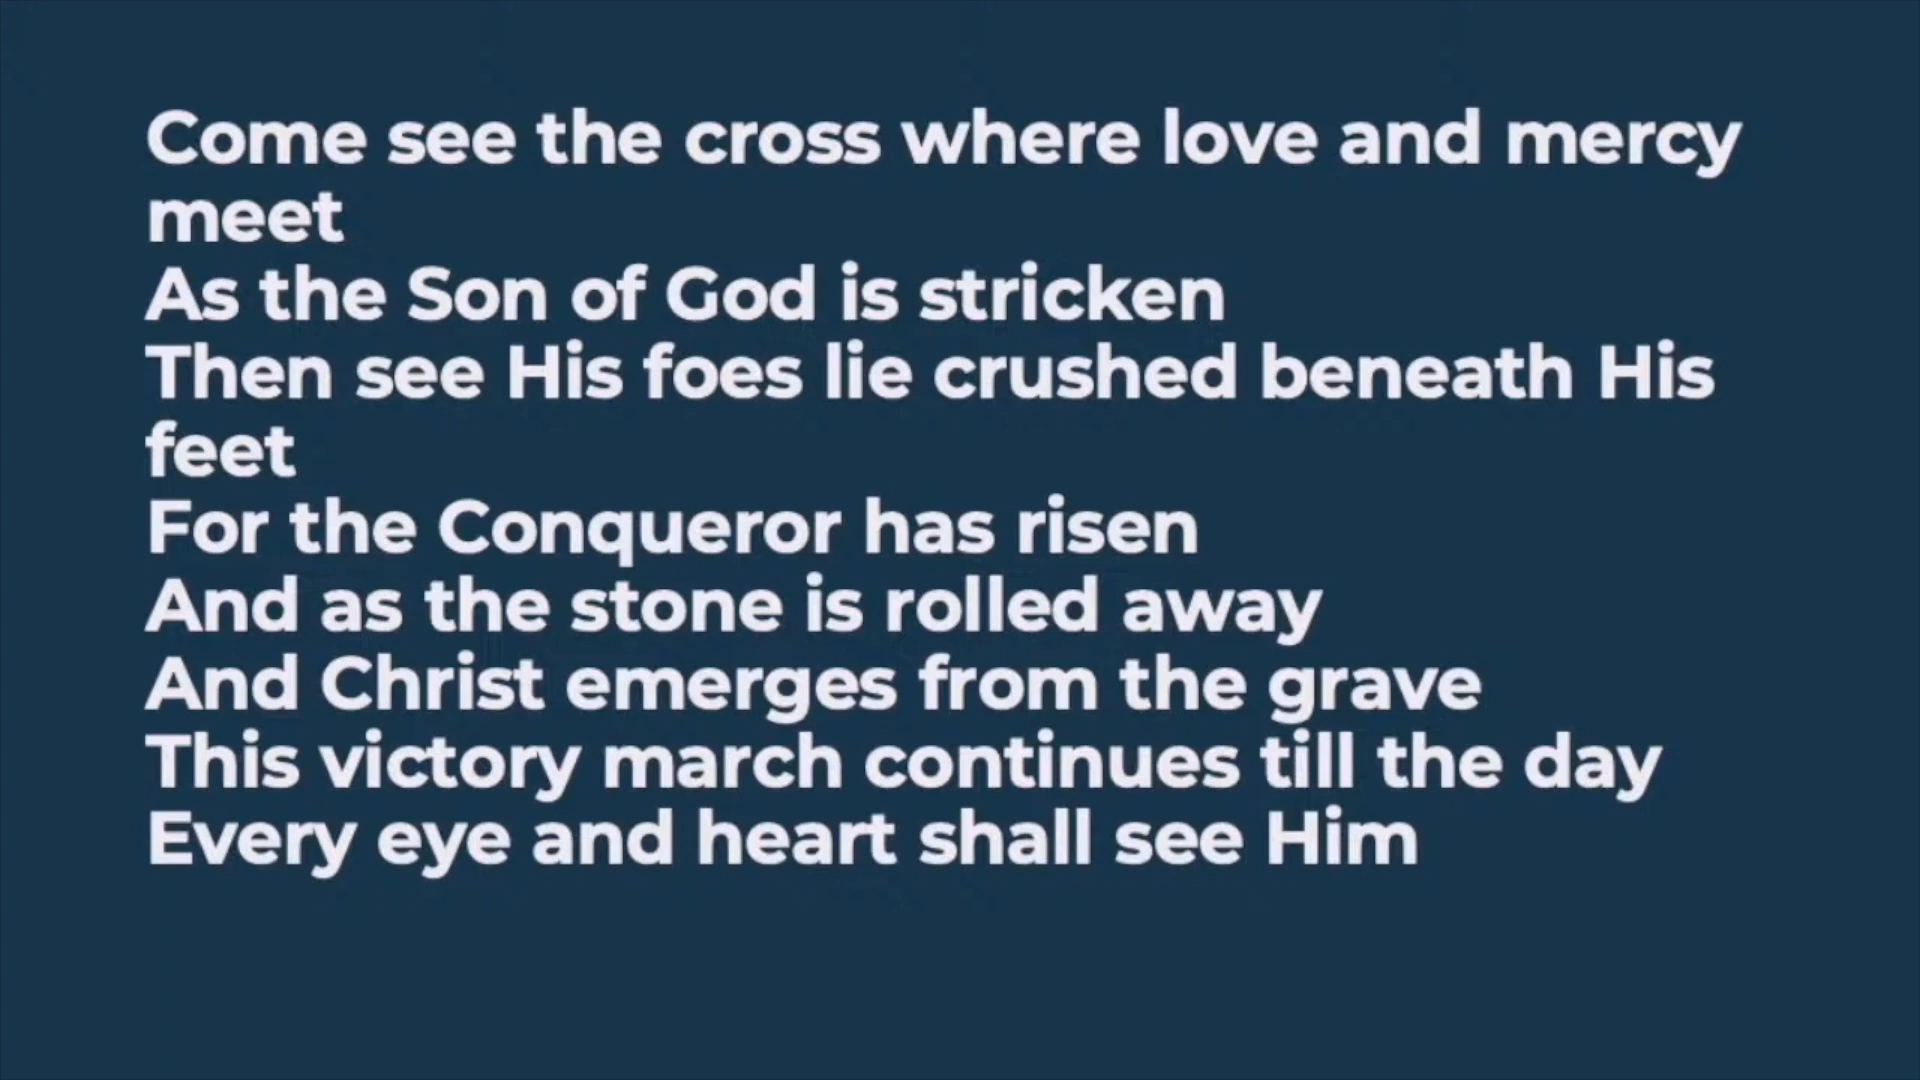 Come see the cross where love and mercy
meet
As the Son of God is stricken
Then see His foes lie crushed beneath His
feet
For the Conqueror has risen
And as the stone is rolled away
And Christ emerges from the grave
This victory march continues till the day
Every eye and heart shall see Him